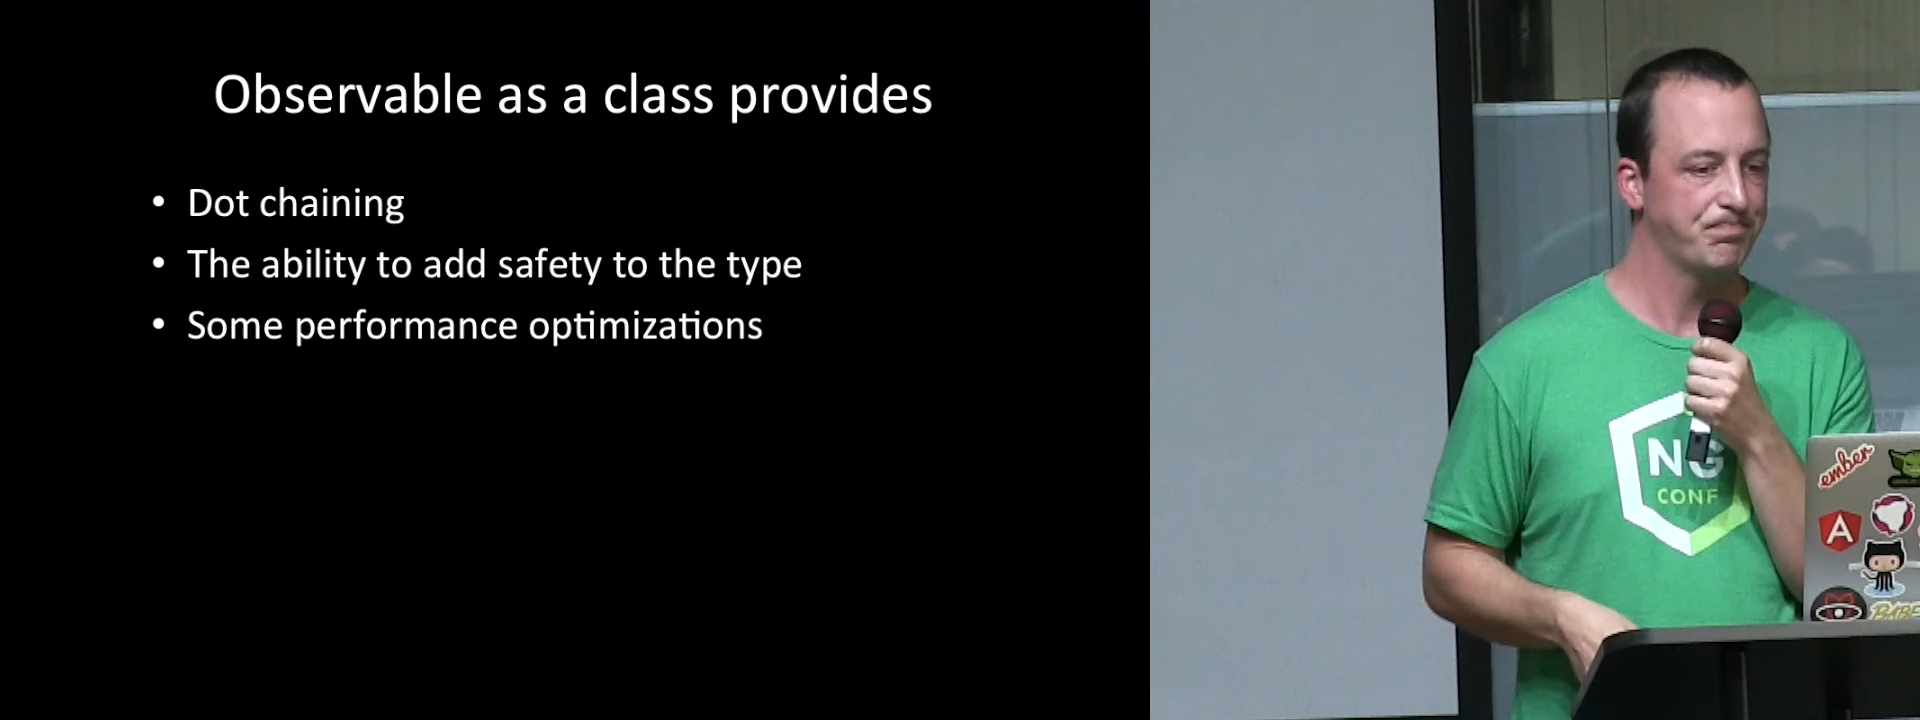 Observable as a class provides
• Dot chaining
• The ability to add safety to the type
• Some performance optimizations
NG
CONF
ember
A